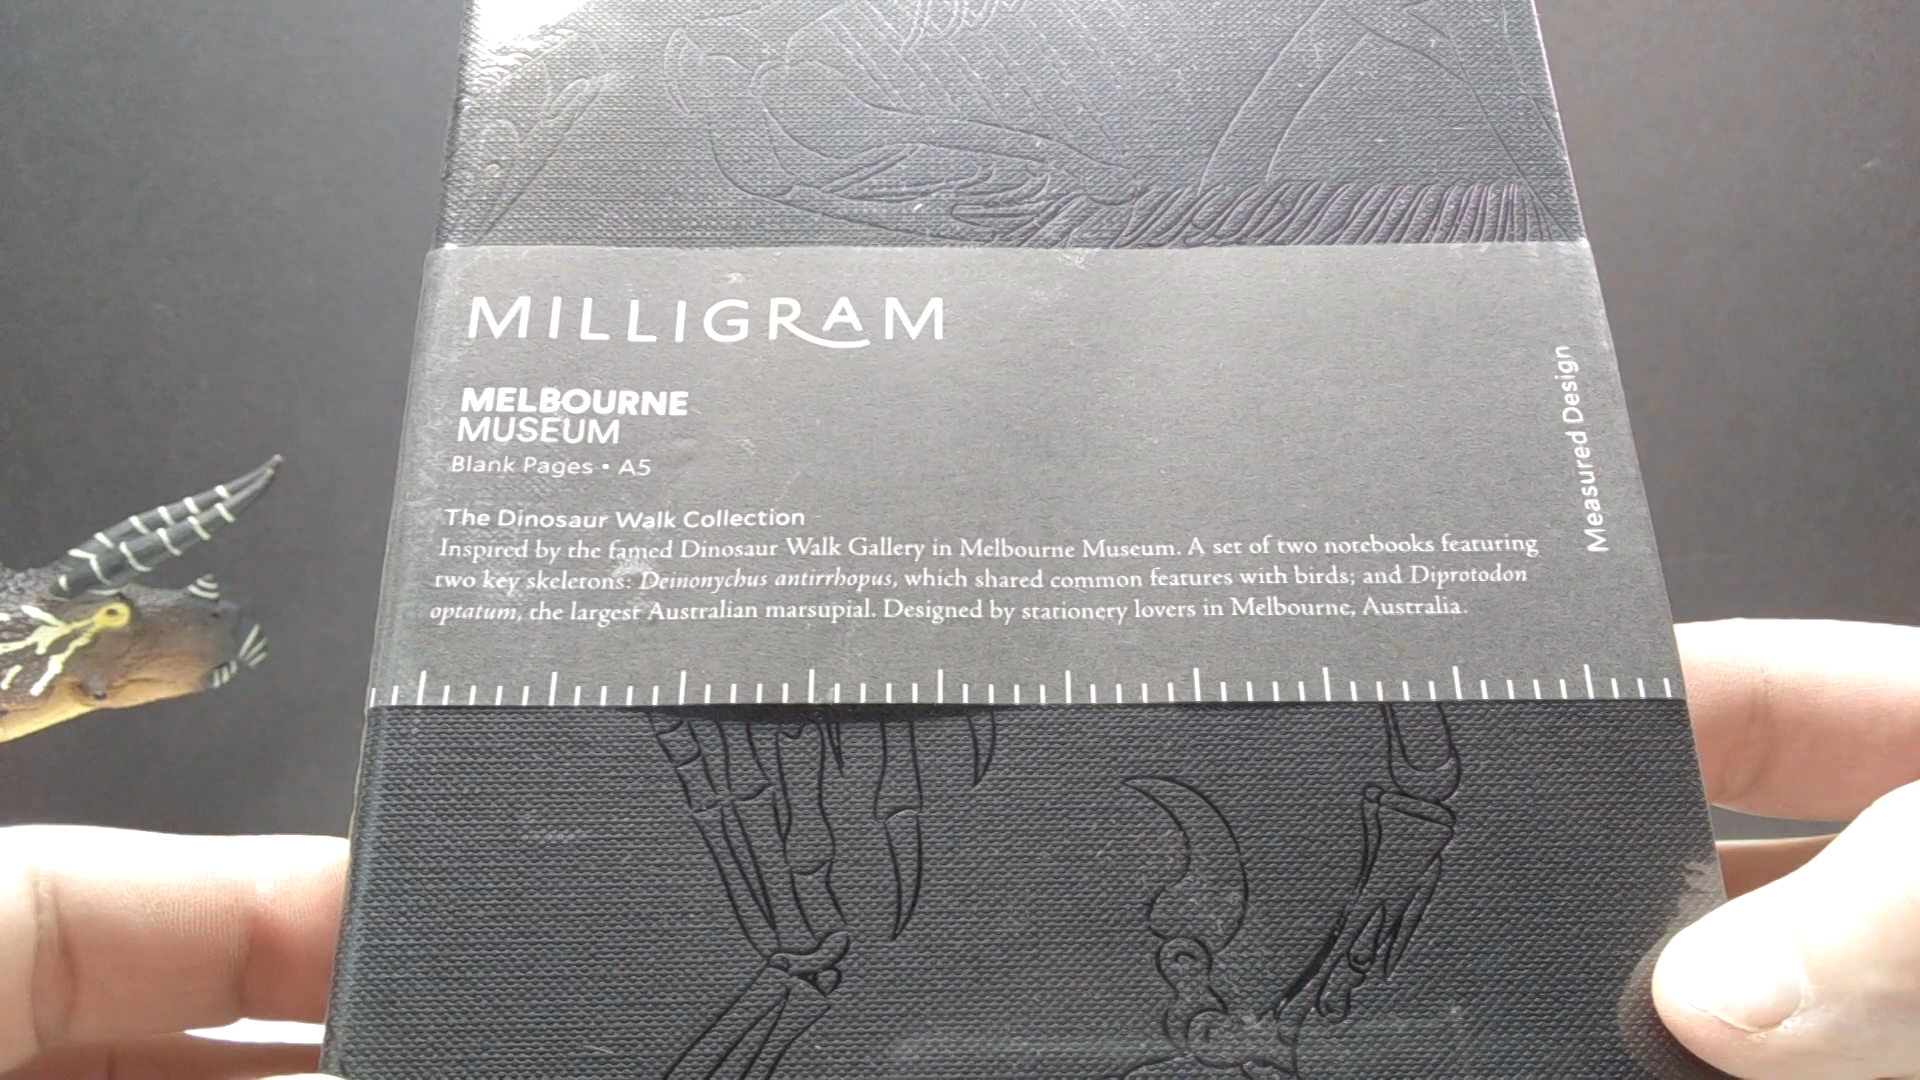 MILLIGRAM
MELBOURNE
MUSEUM
Blank Pages • A5
The Dinosaur Walk Collection
Inspired by the famed Dinosaur Walk Gallery in Melbourne Museum. A set of two notebooks featuring
two key skeletons: Deinonychus antirrhopus, which shared common features with birds; and Diprotodon
optatum, the largest Australian marsupial. Designed by stationery lovers in Melbourne, Australia.
Measured Design